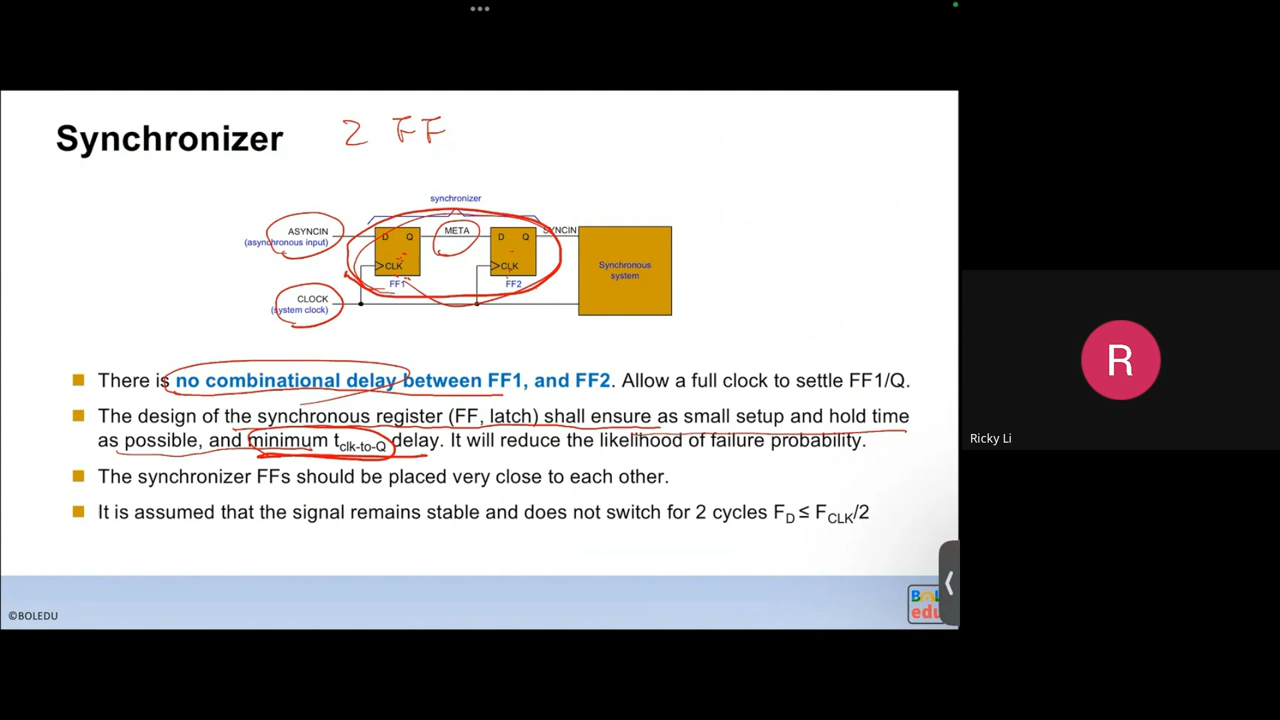 Synchronizer 2 FF
synchronizer
ASYNCIN
(asynchronous input)
D Q
META
D Q
SYNCIN
CLK
CLK
FF1
FF2
Synchronous
system
CLOCK
(system clock)
There is no combinational delay between FF1, and FF2. Allow a full clock to settle FF1/Q.
The design of the synchronous register (FF, latch) shall ensure as small setup and hold time
as possible, and minimum tclk-to-Q delay. It will reduce the likelihood of failure probability.
The synchronizer FFs should be placed very close to each other.
It is assumed that the signal remains stable and does not switch for 2 cycles FD ≤ FCLK/2
©BOLEDU
edu
R
Ricky Li